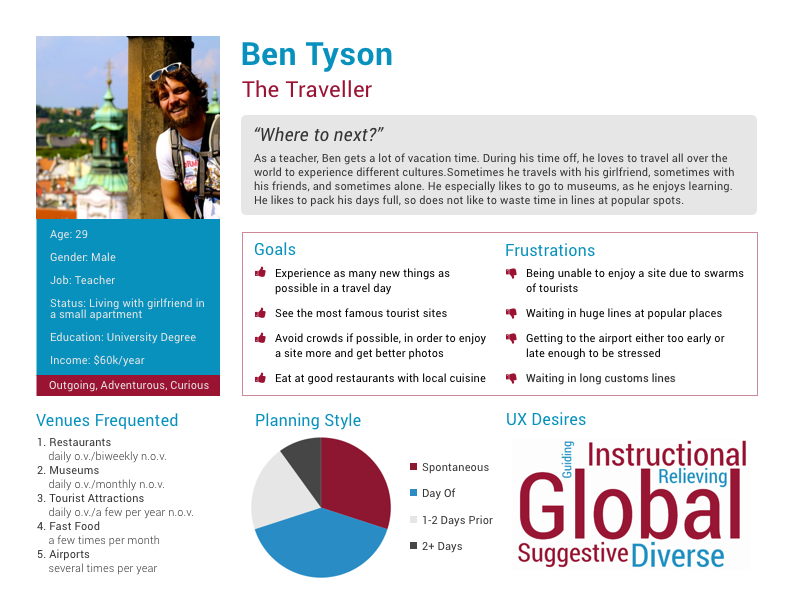 Ben Tyson
The Traveller
“Where to next?”
As a teacher, Ben gets a lot of vacation time. During his time off, he loves to travel all over the
world to experience different cultures.Sometimes he travels with his girlfriend, sometimes with
his friends, and sometimes alone. He especially likes to go to museums, as he enjoys learning.
He likes to pack his days full, so does not like to waste time in lines at popular spots.
Age: 29
Gender: Male
Job: Teacher
Status: Living with girlfriend in
a small apartment
Education: University Degree
Income: $60k/year
Outgoing, Adventurous, Curious
Goals
Experience as many new things as
possible in a travel day
See the most famous tourist sites
Avoid crowds if possible, in order to enjoy
a site more and get better photos
Eat at good restaurants with local cuisine
Frustrations
Being unable to enjoy a site due to swarms
of tourists
Waiting in huge lines at popular places
Getting to the airport either too early or
late enough to be stressed
Waiting in long customs lines
Venues Frequented
1. Restaurants
daily o.v./biweekly n.o.v.
2. Museums
daily o.v./monthly n.o.v.
3. Tourist Attractions
daily o.v./a few per year n.o.v.
4. Fast Food
a few times per month
5. Airports
several times per year
Planning Style
Spontaneous
Day Of
1-2 Days Prior
2+ Days
UX Desires
Guiding
Instructional
Relieving
Global
Suggestive
Diverse